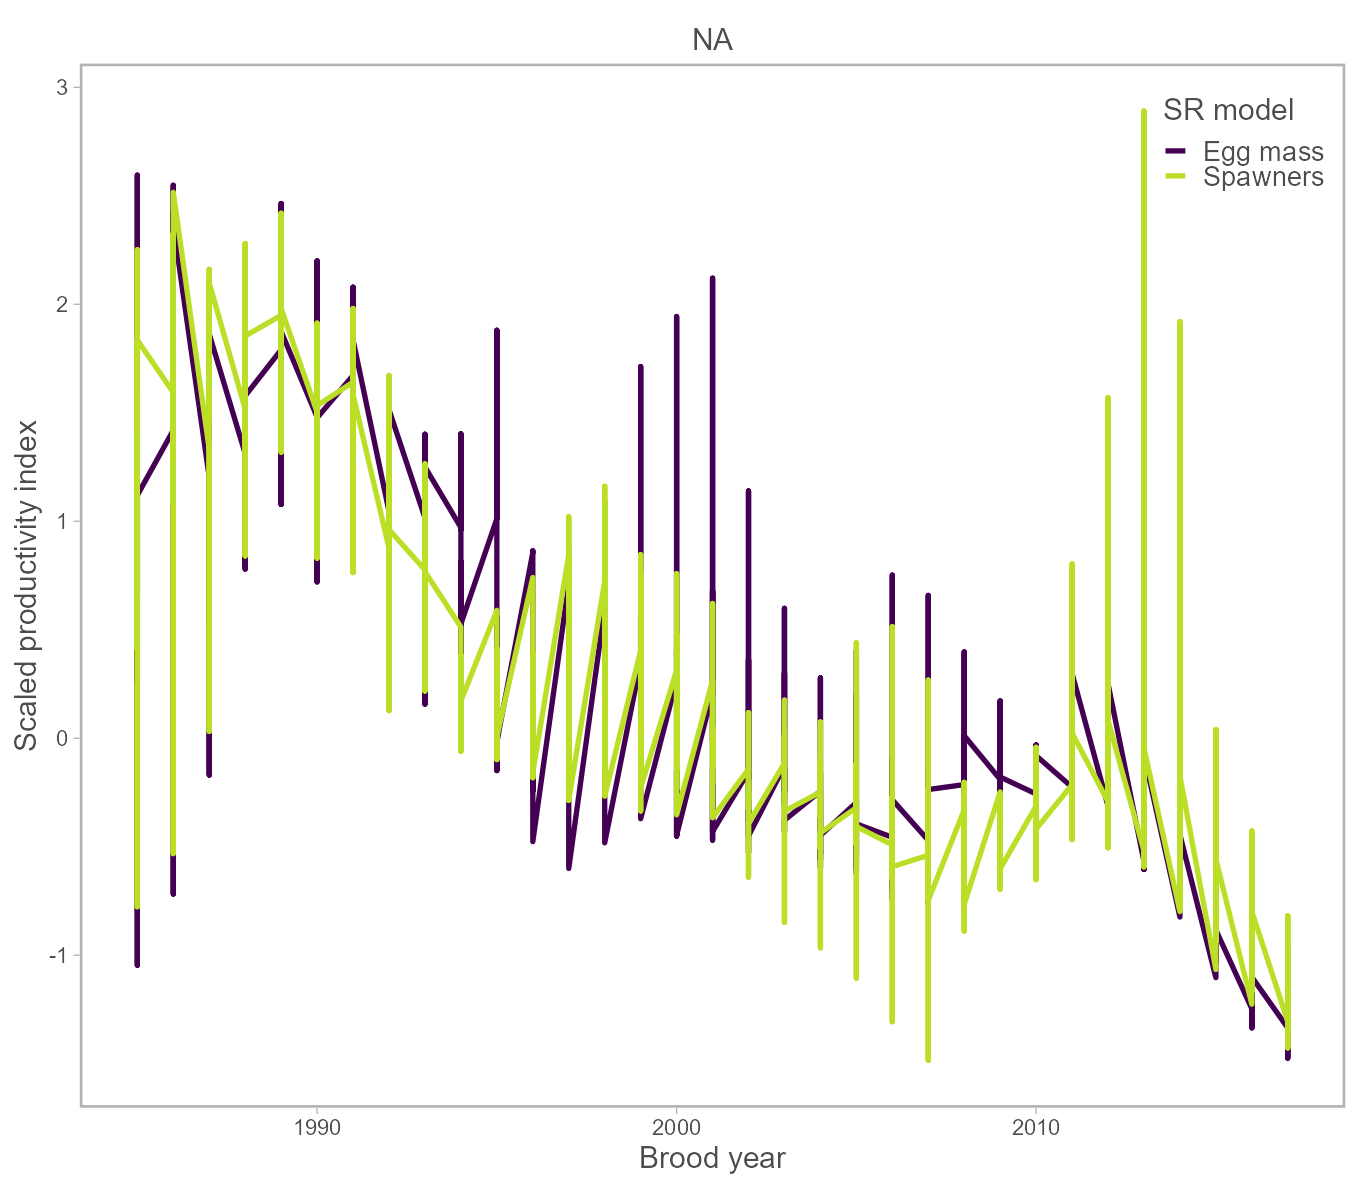 NA
SR model
Egg mass
Spawners
Scaled productivity index
3
2
1
0
-1
1990
2000
2010
Brood year